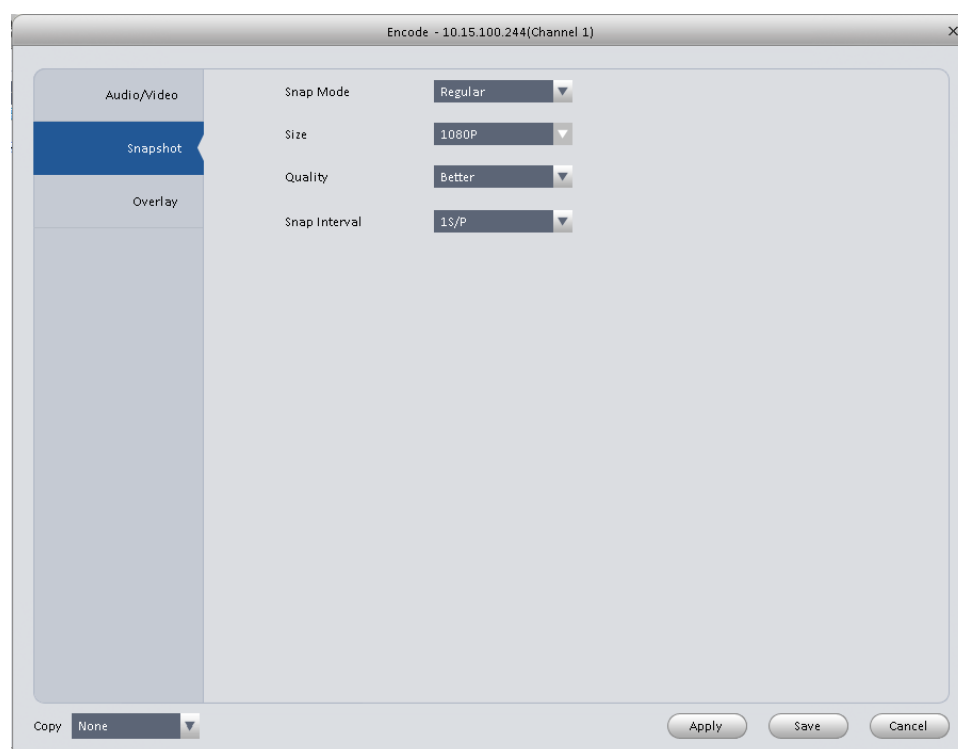 Encode - 10.15.100.244(Channel 1)
Audio/Video
Snapshot
Overlay
Snap Mode Regular
Size 1080P
Quality Better
Snap Interval 1S/P
Copy None Apply Save Cancel